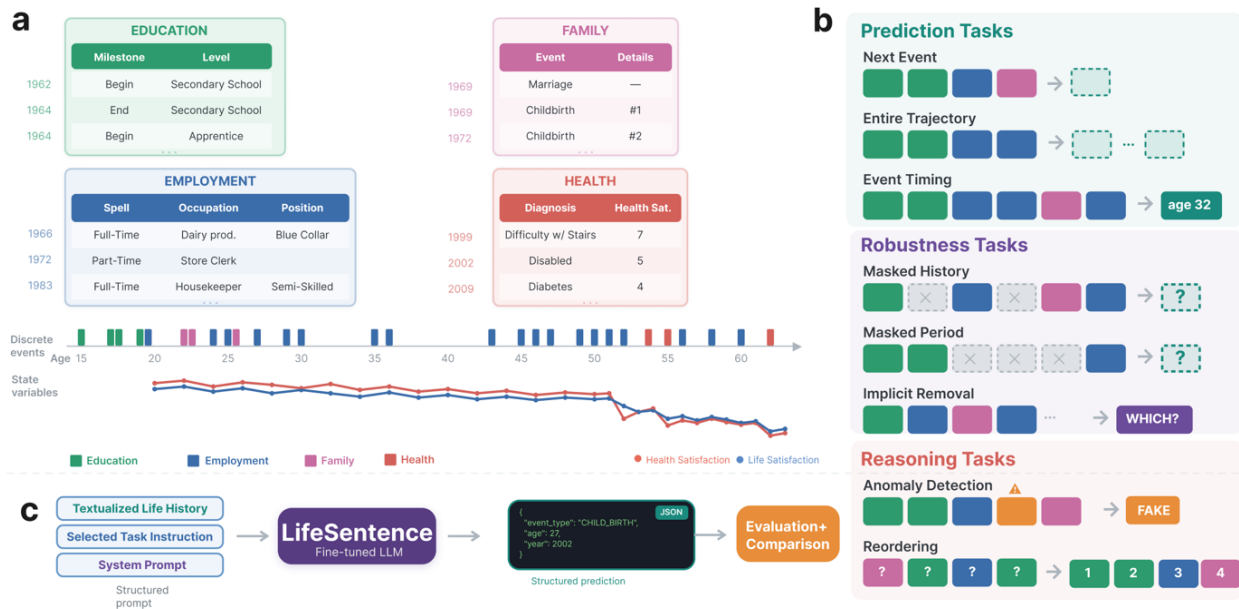 a
EDUCATION
Milestone Level
1962 Begin Secondary School
1964 End Secondary School
1964 Begin Apprentice
...
FAMILY
Event Details
1969 Marriage —
1969 Childbirth #1
1972 Childbirth #2
...
EMPLOYMENT
Spell Occupation Position
1966 Full-Time Dairy prod. Blue Collar
1972 Part-Time Store Clerk
1983 Full-Time Housekeeper Semi-Skilled
...
HEALTH
Diagnosis Health Sat.
1999 Difficulty w/ Stairs 7
2002 Disabled 5
2009 Diabetes 4
...
Discrete
events
Age 15 20 25 30 35 40 45 50 55 60
State
variables
Education Employment Family Health
Health Satisfaction Life Satisfaction
b
Prediction Tasks
Next Event
Entire Trajectory
...
Event Timing
age 32
Robustness Tasks
Masked History
?
Masked Period
?
Implicit Removal
... WHICH?
Reasoning Tasks
Anomaly Detection
FAKE
Reordering
? ? ? ? 1 2 3 4
c
Textualized Life History
Selected Task Instruction
System Prompt
Structured
prompt
LifeSentence
Fine-tuned LLM
JSON
{
"event_type": "CHILD_BIRTH",
"age": 27,
"year": 2002
}
Structured prediction
Evaluation+
Comparison